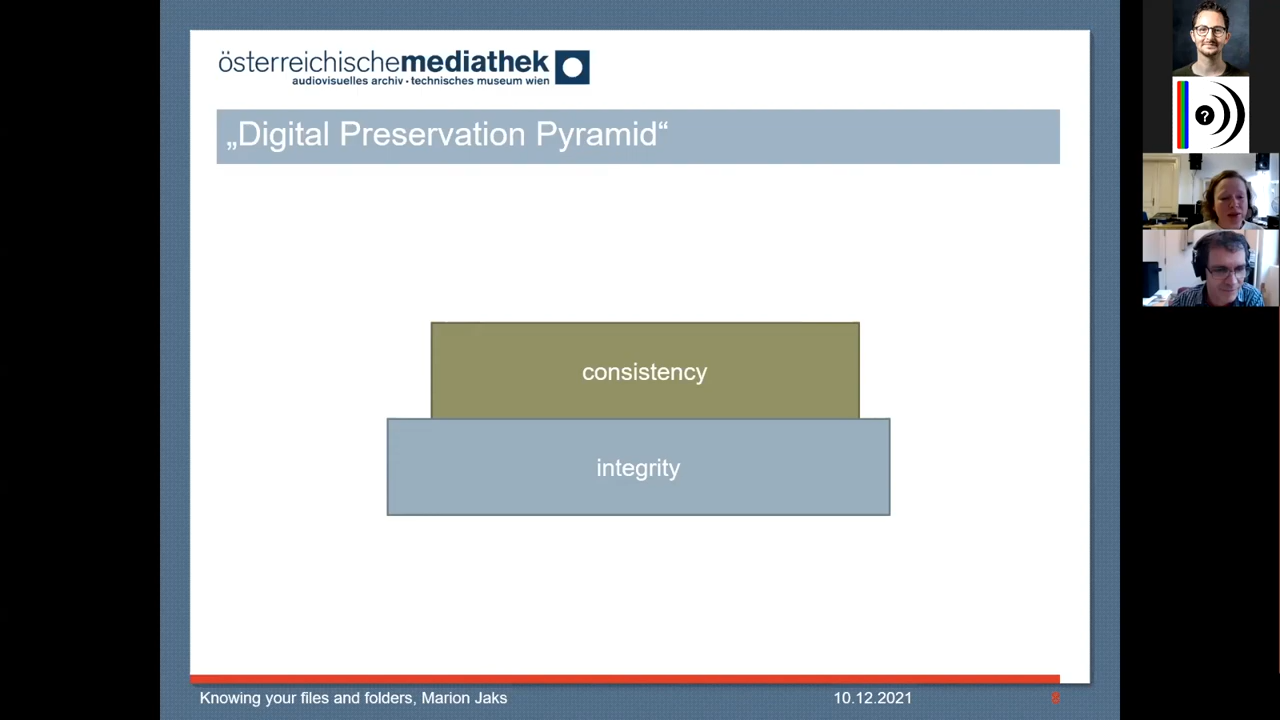 österreichischemediathek
audiovisuelles archiv · technisches museum wien
„Digital Preservation Pyramid“
consistency
integrity
Knowing your files and folders, Marion Jaks
10.12.2021
?